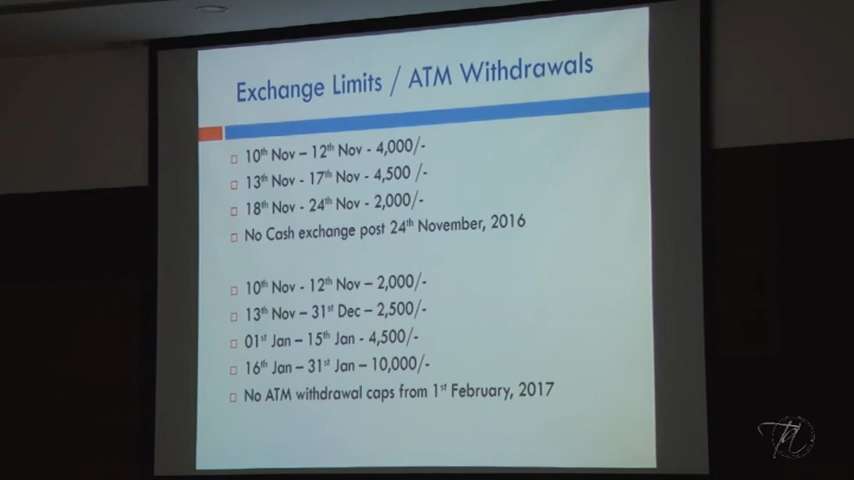 Exchange Limits / ATM Withdrawals
10th Nov – 12th Nov - 4,000/-
13th Nov - 17th Nov - 4,500 /-
18th Nov - 24th Nov - 2,000/-
No Cash exchange post 24th November, 2016
10th Nov - 12th Nov – 2,000/-
13th Nov – 31st Dec – 2,500/-
01st Jan – 15th Jan - 4,500/-
16th Jan – 31st Jan – 10,000/-
No ATM withdrawal caps from 1st February, 2017